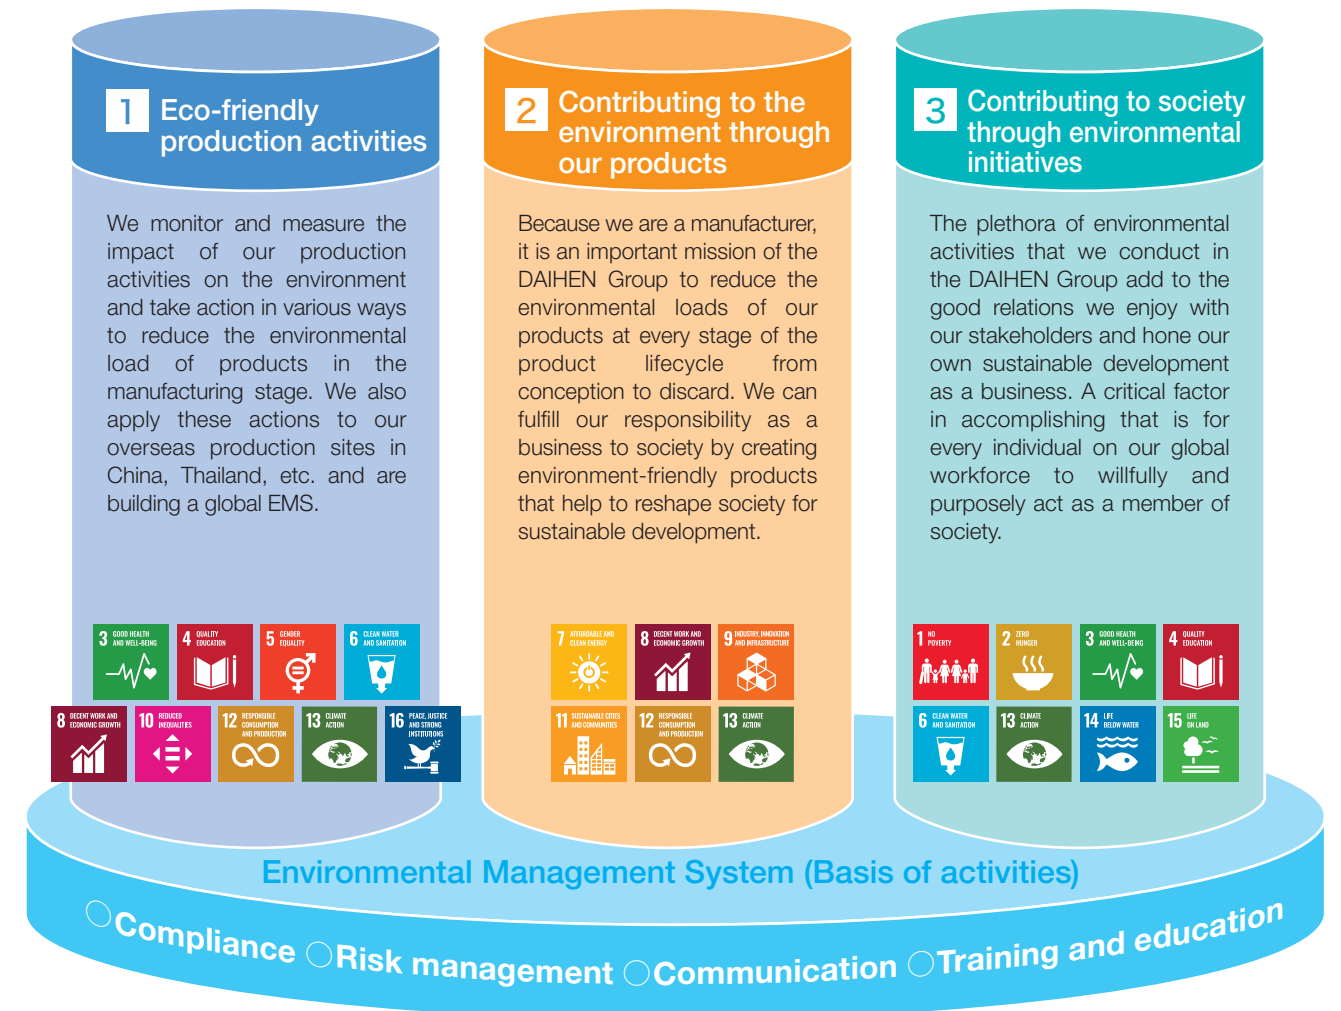 1
Eco-friendly
production activities
We monitor and measure the
impact of our production
activities on the environment
and take action in various ways
to reduce the environmental
load of products in the
manufacturing stage. We also
apply these actions to our
overseas production sites in
China, Thailand, etc. and are
building a global EMS.
3 GOOD HEALTH
AND WELL-BEING
4 QUALITY
EDUCATION
5 GENDER
EQUALITY
6 CLEAN WATER
AND SANITATION
8 DECENT WORK AND
ECONOMIC GROWTH
10 REDUCED
INEQUALITIES
12 RESPONSIBLE
CONSUMPTION
AND PRODUCTION
13 CLIMATE
ACTION
16 PEACE, JUSTICE
AND STRONG
INSTITUTIONS
2
Contributing to the
environment through
our products
Because we are a manufacturer,
it is an important mission of the
DAIHEN Group to reduce the
environmental loads of our
products at every stage of the
product lifecycle from
conception to discard. We can
fulfill our responsibility as a
business to society by creating
environment-friendly products
that help to reshape society for
sustainable development.
7 AFFORDABLE AND
CLEAN ENERGY
8 DECENT WORK AND
ECONOMIC GROWTH
9 INDUSTRY, INNOVATION
AND INFRASTRUCTURE
11 SUSTAINABLE CITIES
AND COMMUNITIES
12 RESPONSIBLE
CONSUMPTION
AND PRODUCTION
13 CLIMATE
ACTION
3
Contributing to society
through environmental
initiatives
The plethora of environmental
activities that we conduct in
the DAIHEN Group add to the
good relations we enjoy with
our stakeholders and hone our
own sustainable development
as a business. A critical factor
in accomplishing that is for
every individual on our global
workforce to willfully and
purposely act as a member of
society.
1 NO
POVERTY
2 ZERO
HUNGER
3 GOOD HEALTH
AND WELL-BEING
4 QUALITY
EDUCATION
6 CLEAN WATER
AND SANITATION
13 CLIMATE
ACTION
14 LIFE
BELOW WATER
15 LIFE
ON LAND
Environmental Management System (Basis of activities)
○Compliance ○Risk management ○Communication ○Training and education